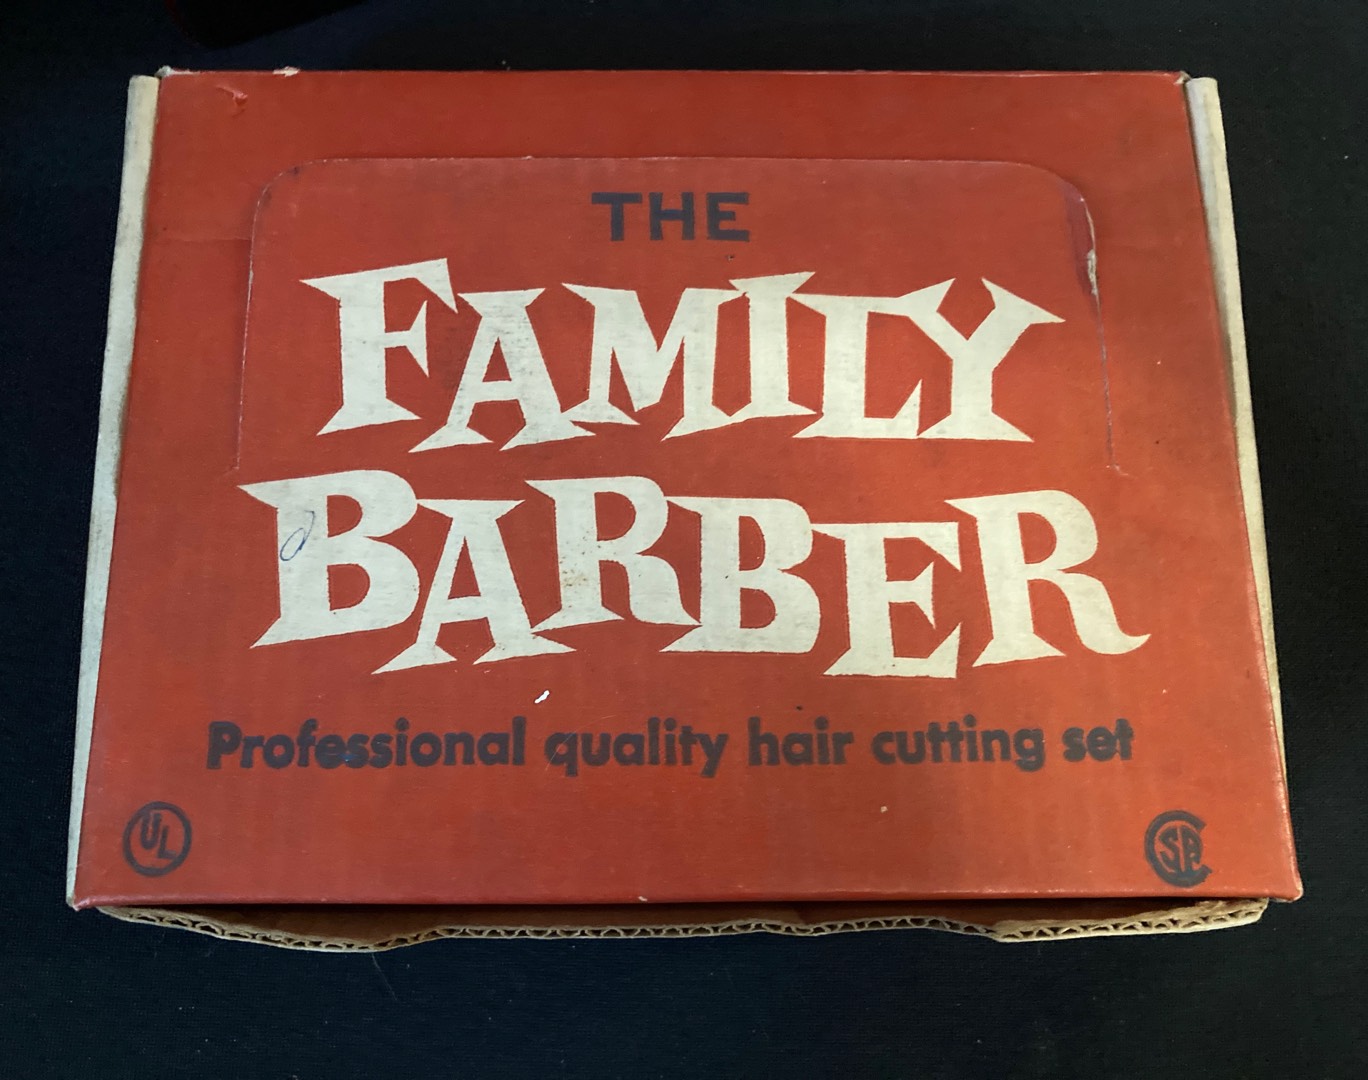 THE
FAMILY
BARBER
Professional quality hair cutting set
UL
CSA